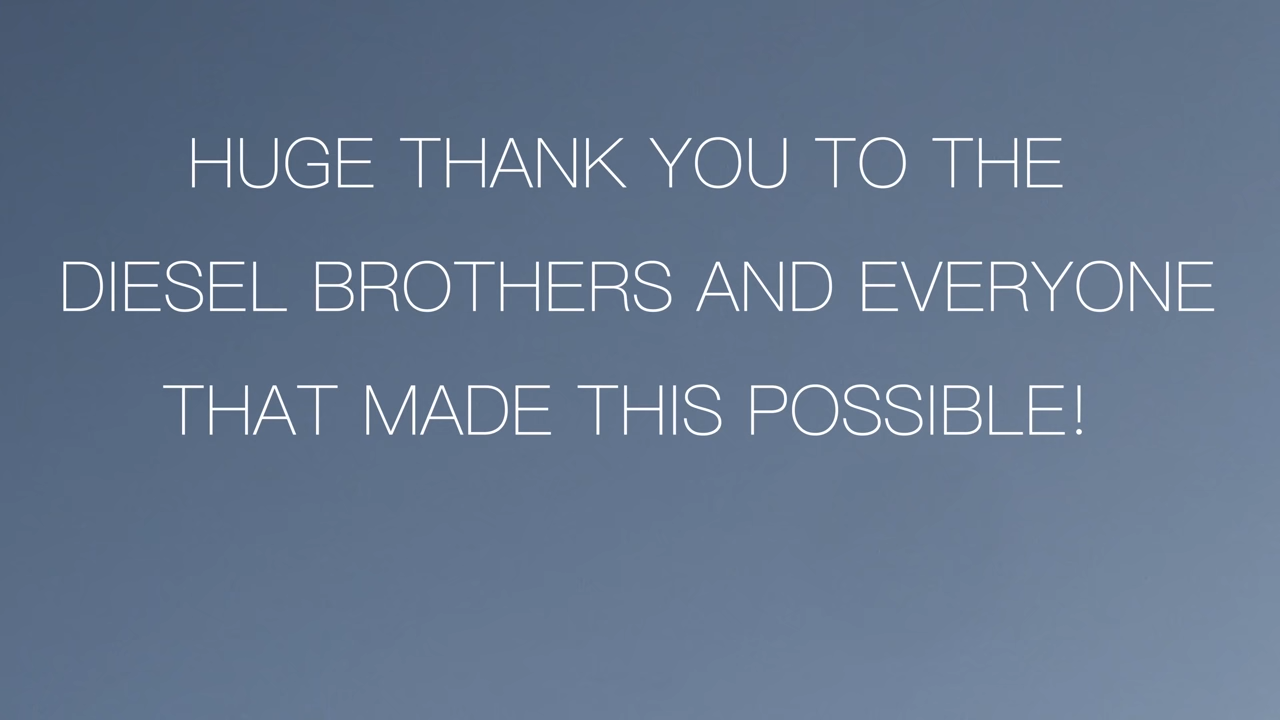 HUGE THANK YOU TO THE
DIESEL BROTHERS AND EVERYONE
THAT MADE THIS POSSIBLE!